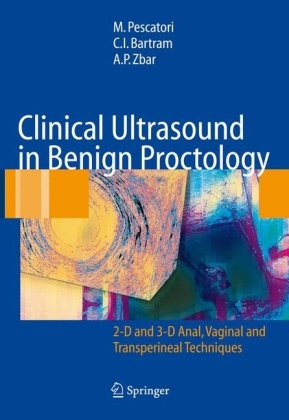 M. Pescatori
C.I. Bartram
A.P. Zbar
Clinical Ultrasound
in Benign Proctology
2-D and 3-D Anal, Vaginal and
Transperineal Techniques
Springer